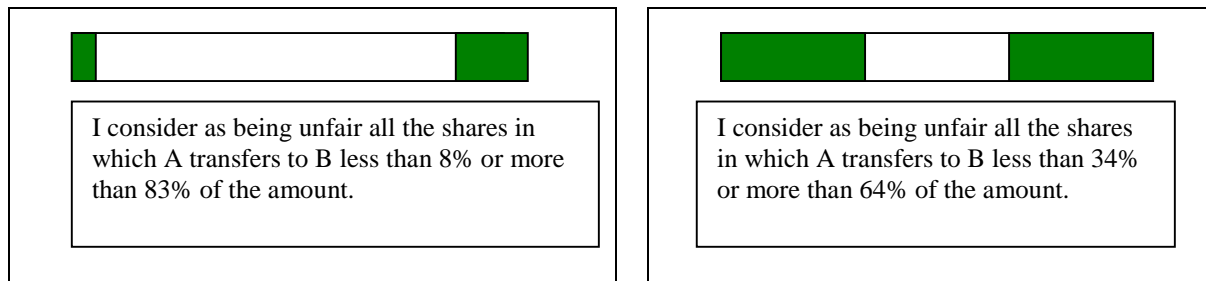 I consider as being unfair all the shares in
which A transfers to B less than 8% or more
than 83% of the amount.
I consider as being unfair all the shares
in which A transfers to B less than 34%
or more than 64% of the amount.